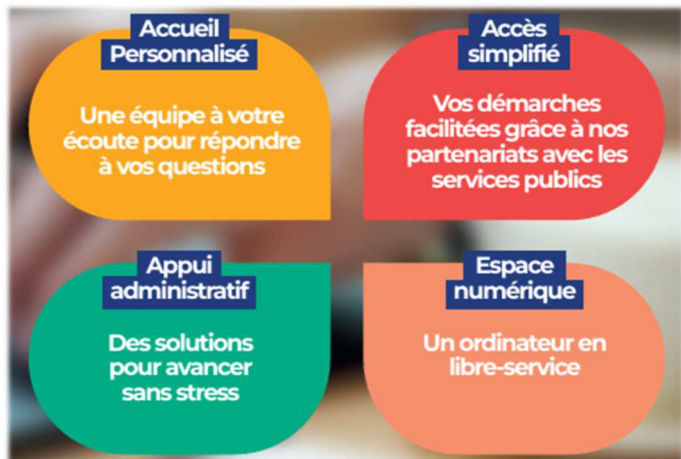 Accueil
Personnalisé
Une équipe à votre
écoute pour répondre
à vos questions
Accès
simplifié
Vos démarches
facilitées grâce à nos
partenariats avec les
services publics
Appui
administratif
Des solutions
pour avancer
sans stress
Espace
numérique
Un ordinateur en
libre-service